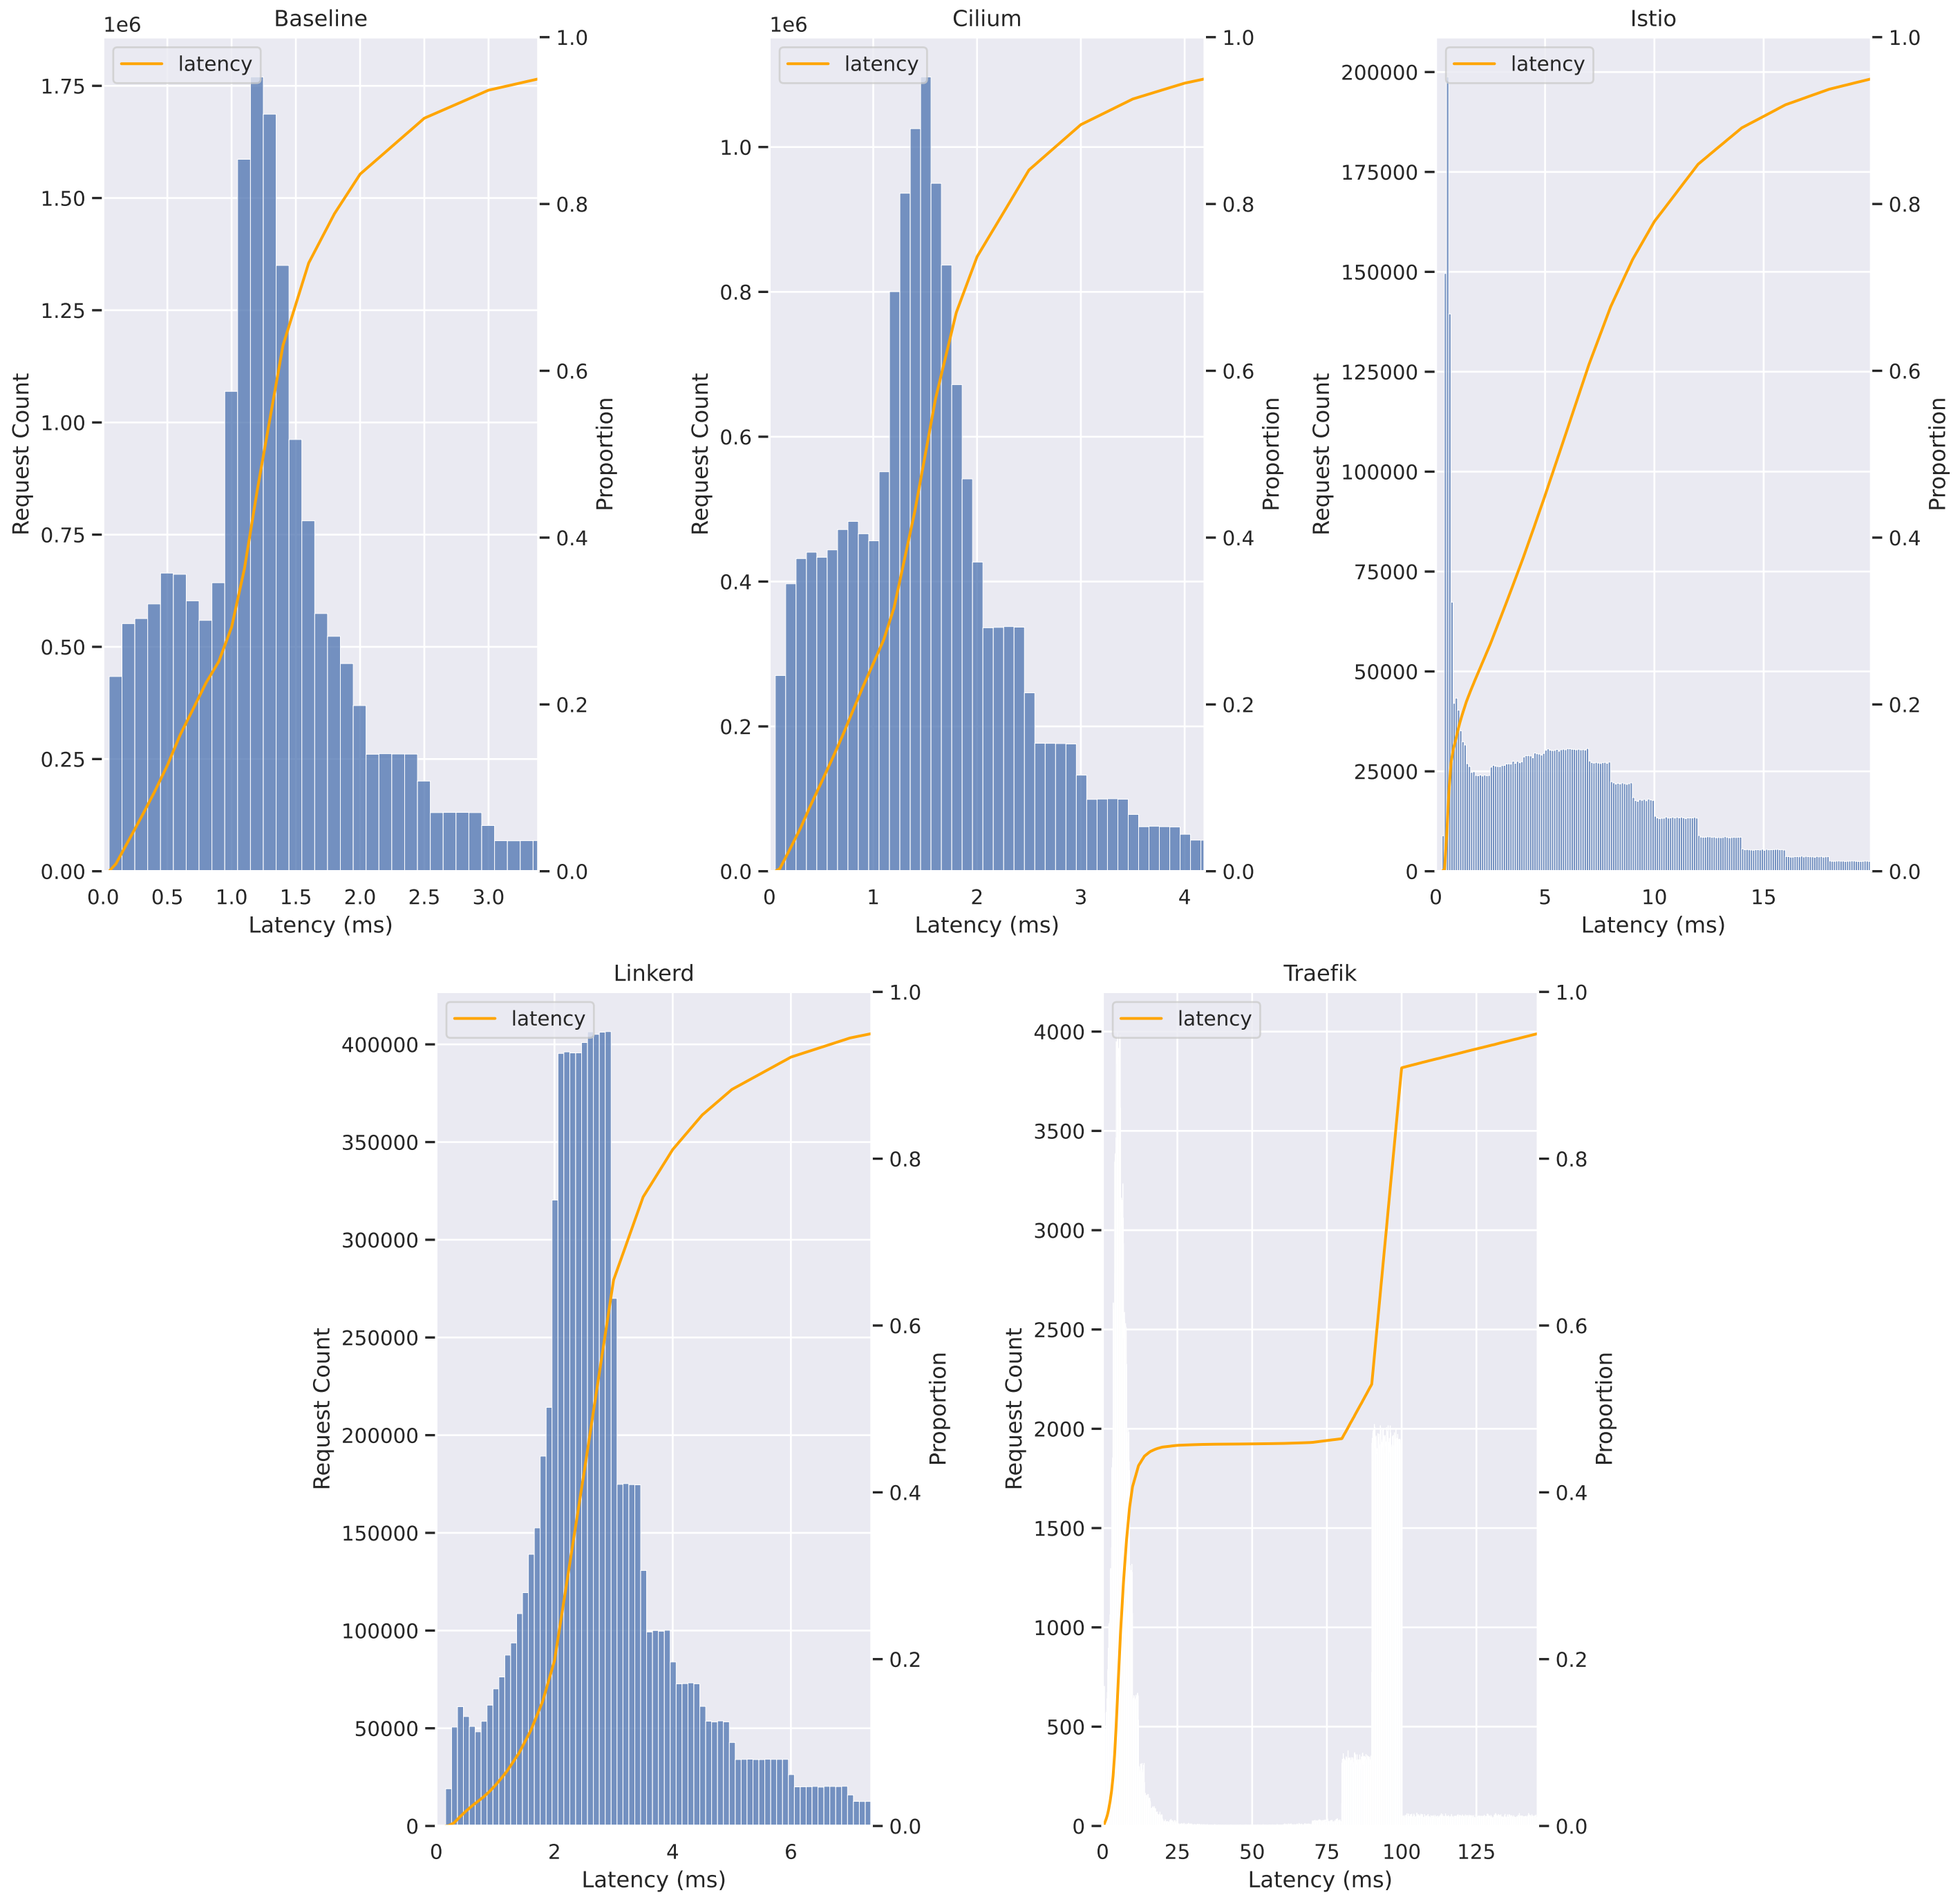 Baseline
1e6
latency
1.75
1.50
1.25
1.00
0.75
0.50
0.25
0.00
Request Count
1.0
0.8
0.6
0.4
0.2
0.0
Proportion
0.0 0.5 1.0 1.5 2.0 2.5 3.0
Latency (ms)
Cilium
1e6
latency
1.0
0.8
0.6
0.4
0.2
0.0
Request Count
1.0
0.8
0.6
0.4
0.2
0.0
Proportion
0 1 2 3 4
Latency (ms)
Istio
latency
200000
175000
150000
125000
100000
75000
50000
25000
0
Request Count
1.0
0.8
0.6
0.4
0.2
0.0
Proportion
0 5 10 15
Latency (ms)
Linkerd
latency
400000
350000
300000
250000
200000
150000
100000
50000
0
Request Count
1.0
0.8
0.6
0.4
0.2
0.0
Proportion
0 2 4 6
Latency (ms)
Traefik
latency
4000
3500
3000
2500
2000
1500
1000
500
0
Request Count
1.0
0.8
0.6
0.4
0.2
0.0
Proportion
0 25 50 75 100 125
Latency (ms)